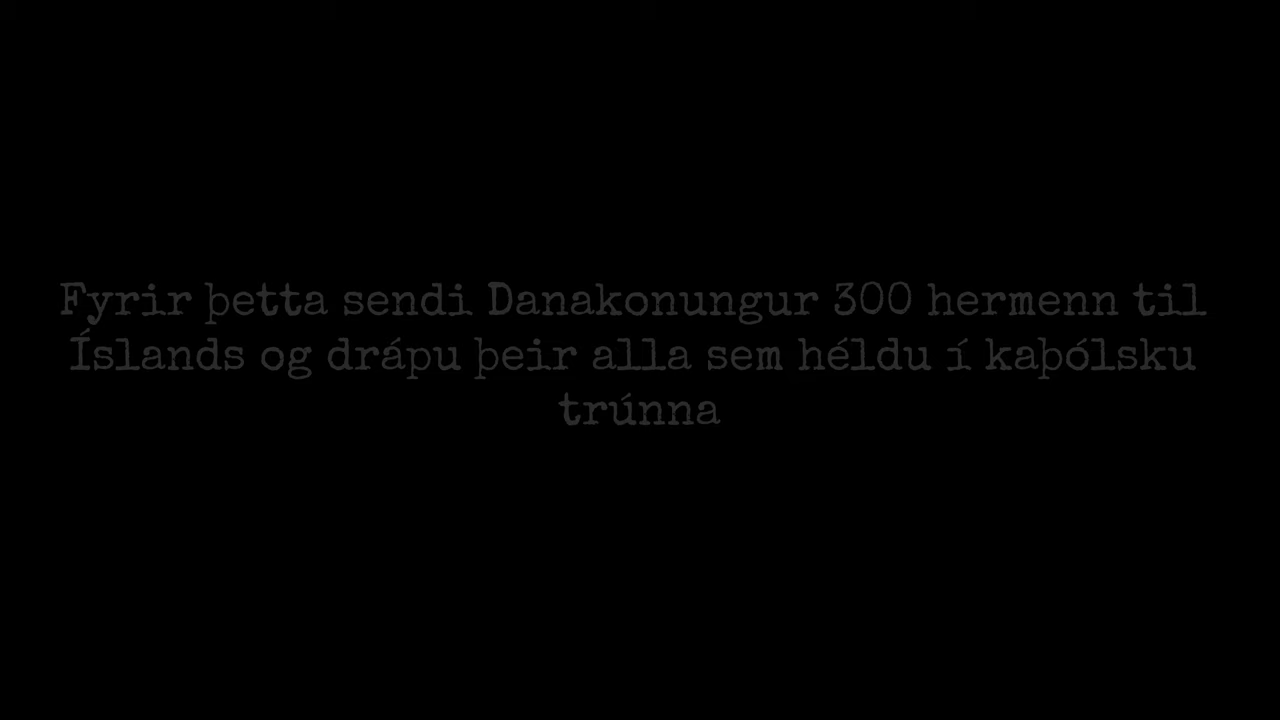 Fyrir þetta sendi Danakonungur 300 hermenn til
Íslands og drápu þeir alla sem héldu í kaþólsku
trúnna